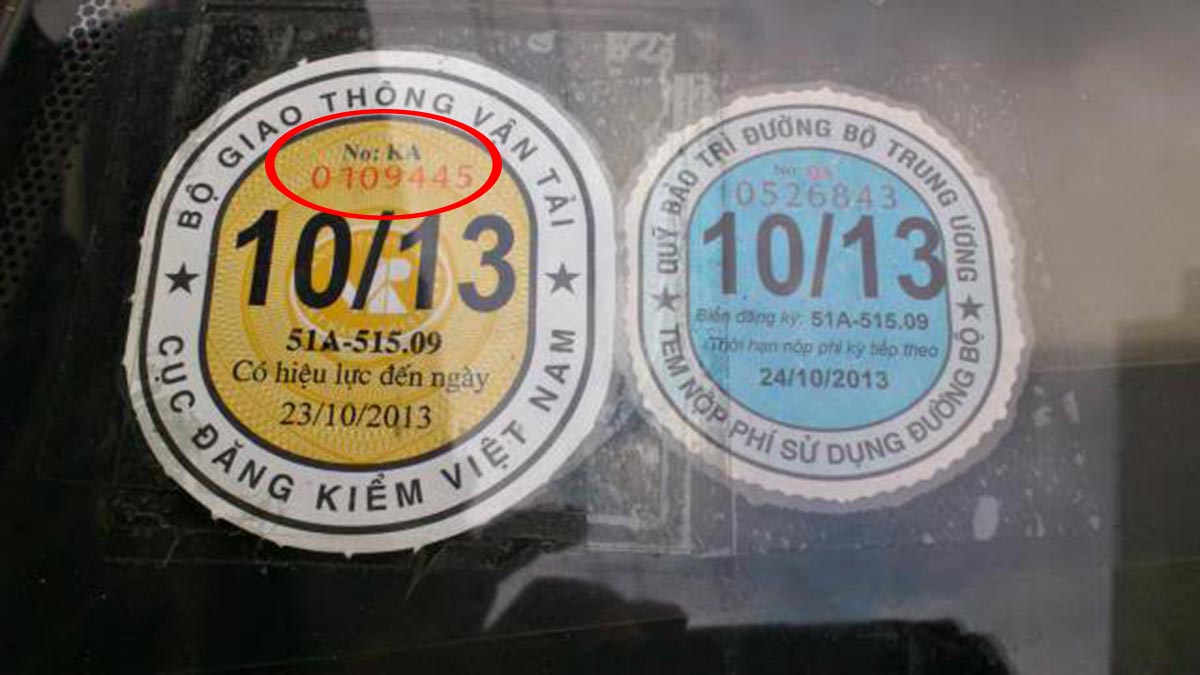 BỘ GIAO THÔNG VẬN TẢI
No: KA
0109445
10/13
51A-515.09
Có hiệu lực đến ngày
23/10/2013
CỤC ĐĂNG KIỂM VIỆT NAM
QUỸ BẢO TRÌ ĐƯỜNG BỘ TRUNG ƯƠNG
No: QA
0526843
10/13
Biển đăng ký: 51A-515.09
Thời hạn nộp phí kỳ tiếp theo
24/10/2013
TEM NỘP PHÍ SỬ DỤNG ĐƯỜNG BỘ